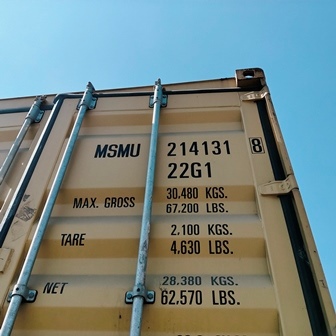 MSMU 214131 8
22G1
MAX. GROSS 30.480 KGS.
67.200 LBS.
TARE 2.100 KGS.
4,630 LBS.
NET 28.380 KGS.
62,570 LBS.